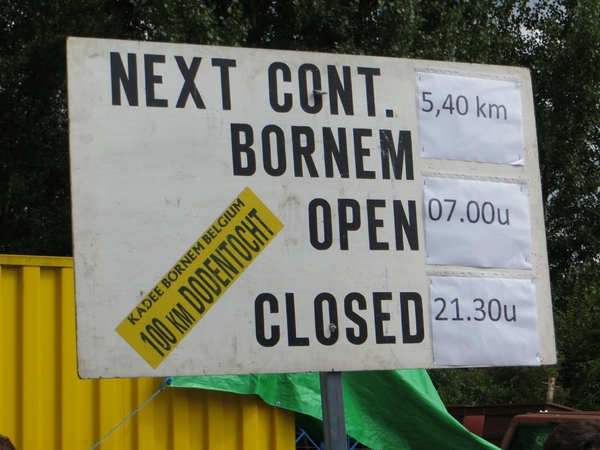 NEXT CONT. 5,40 km
BORNEM
OPEN 07.00u
CLOSED 21.30u
KADEE BORNEM BELGIUM
100 KM DODENTOCHT